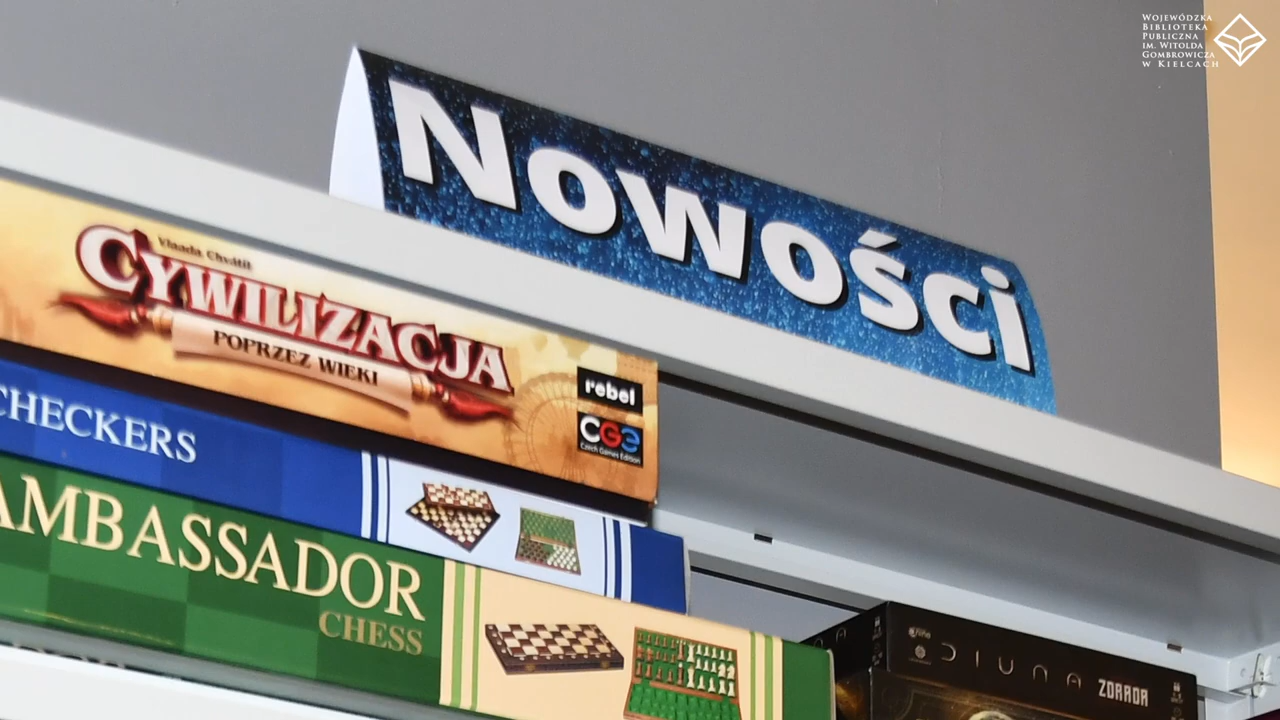 Wojewódzka
Biblioteka
Publiczna
im. Witolda
Gombrowicza
w Kielcach
Nowości
Vlaada Chvátil
CYWILIZACJA
POPRZEZ WIEKI
rebel
CGE
Czech Games Edition
CHECKERS
AMBASSADOR
CHESS
DIUNA
ZDRADA